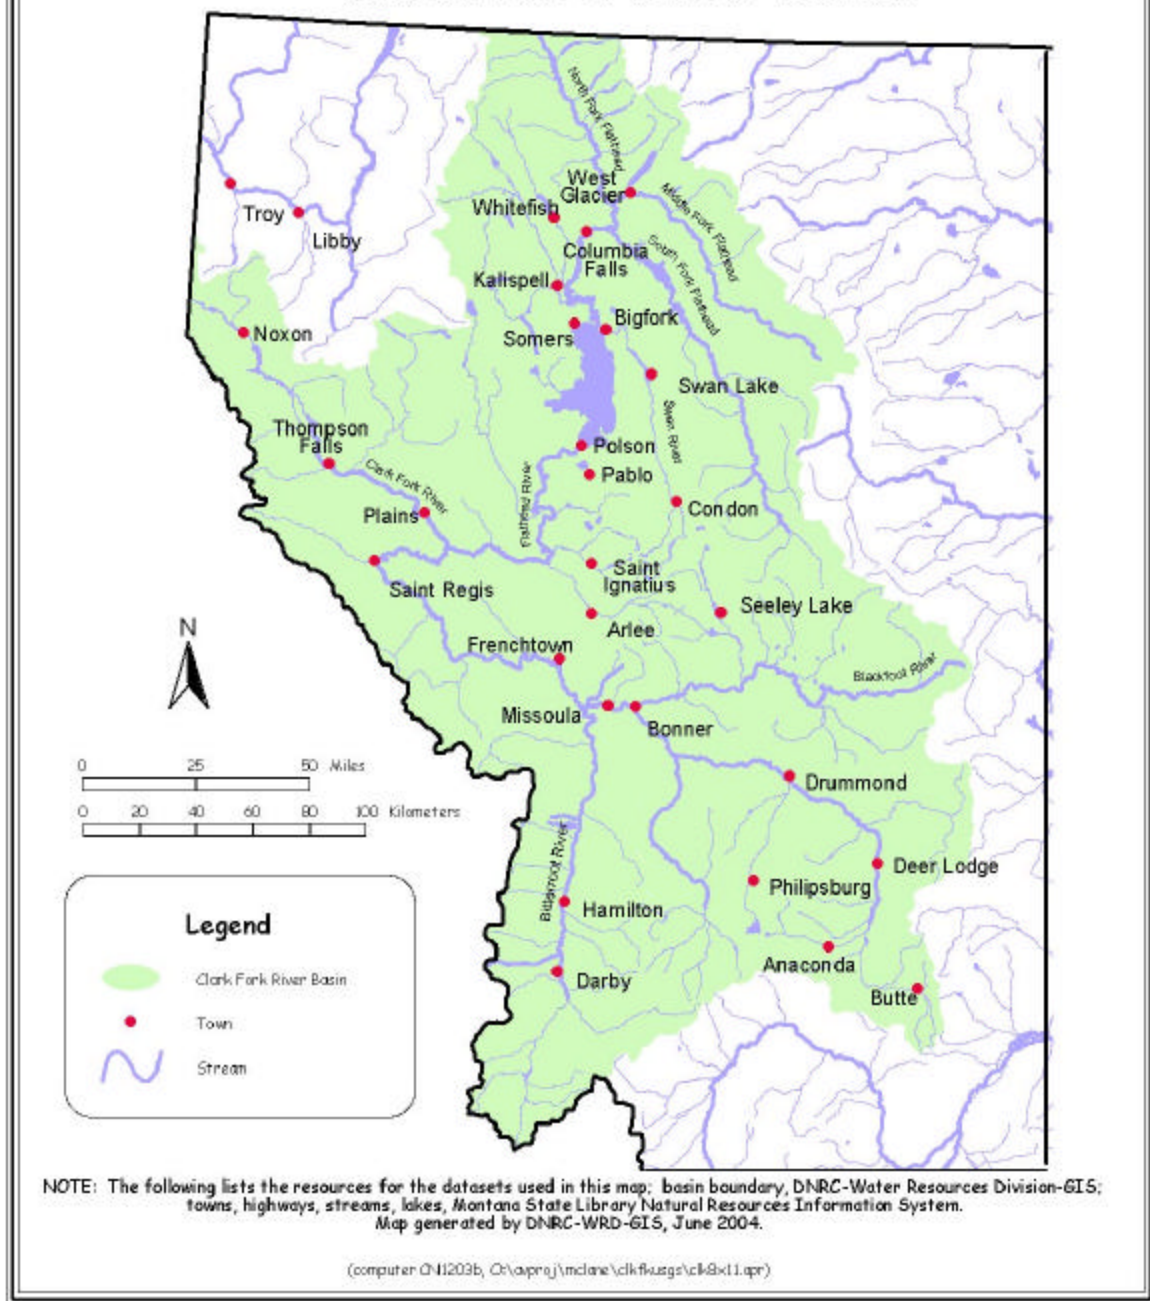 North Fork Flathead
West
Glacier
Middle Fork Flathead
Whitefish
Troy
Libby
Columbia
Falls
South Fork Flathead
Kalispell
Bigfork
Noxon
Somers
Swan Lake
Thompson
Falls
Swan River
Polson
Clark Fork River
Flathead River
Pablo
Plains
Condon
Saint
Ignatius
Saint Regis
Seeley Lake
N
Arlee
Frenchtown
Blackfoot River
Missoula
Bonner
0 25 50 Miles
0 20 40 60 80 100 Kilometers
Drummond
Bitterroot River
Deer Lodge
Philipsburg
Hamilton
Legend
Anaconda
Clark Fork River Basin
Darby
Butte
Town
Stream
NOTE: The following lists the resources for the datasets used in this map; basin boundary, DNRC-Water Resources Division-GIS;
towns, highways, streams, lakes, Montana State Library Natural Resources Information System.
Map generated by DNRC-WRD-GIS, June 2004.